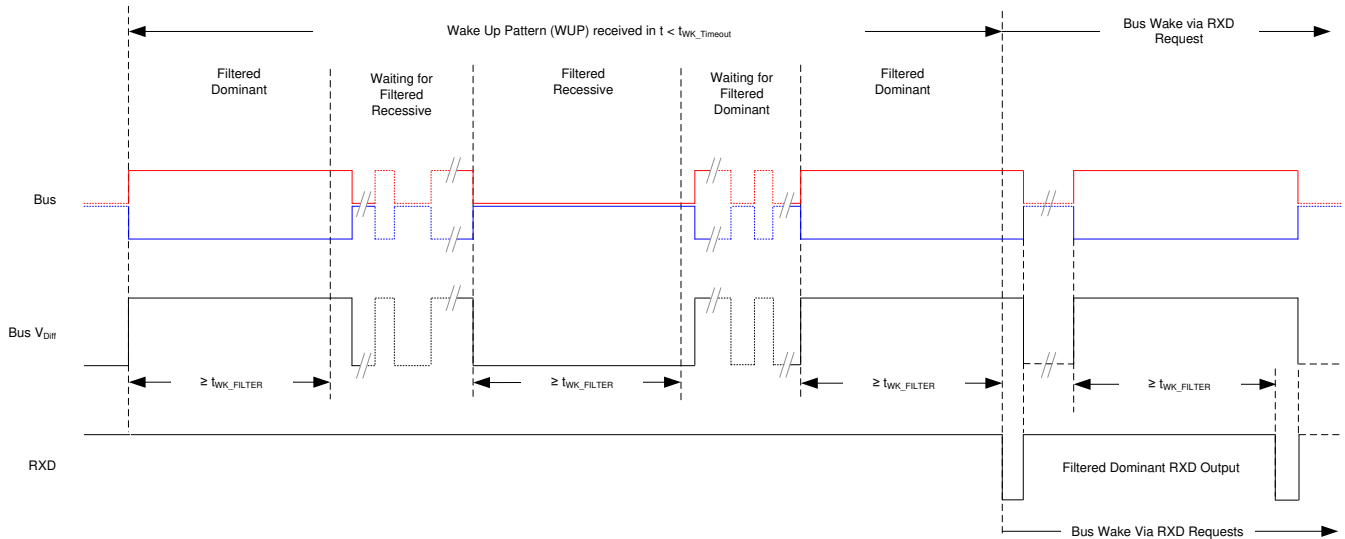 Wake Up Pattern (WUP) received in t < tWK_Timeout
Bus Wake via RXD
Request
Filtered
Dominant
Waiting for
Filtered
Recessive
Filtered
Recessive
Waiting for
Filtered
Dominant
Filtered
Dominant
Bus
Bus VDiff
≥ tWK_FILTER
≥ tWK_FILTER
≥ tWK_FILTER
≥ tWK_FILTER
RXD
Filtered Dominant RXD Output
Bus Wake Via RXD Requests